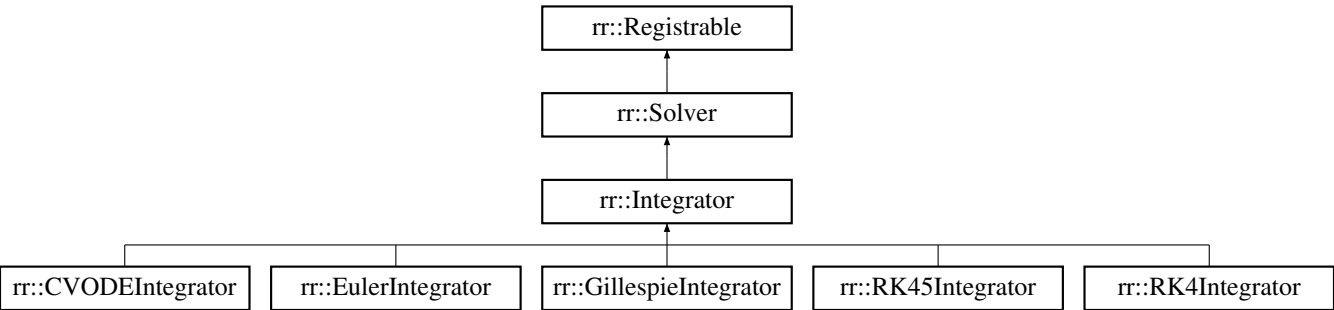 rr::Registrable
rr::Solver
rr::Integrator
rr::CVODEIntegrator rr::EulerIntegrator rr::GillespieIntegrator rr::RK45Integrator rr::RK4Integrator